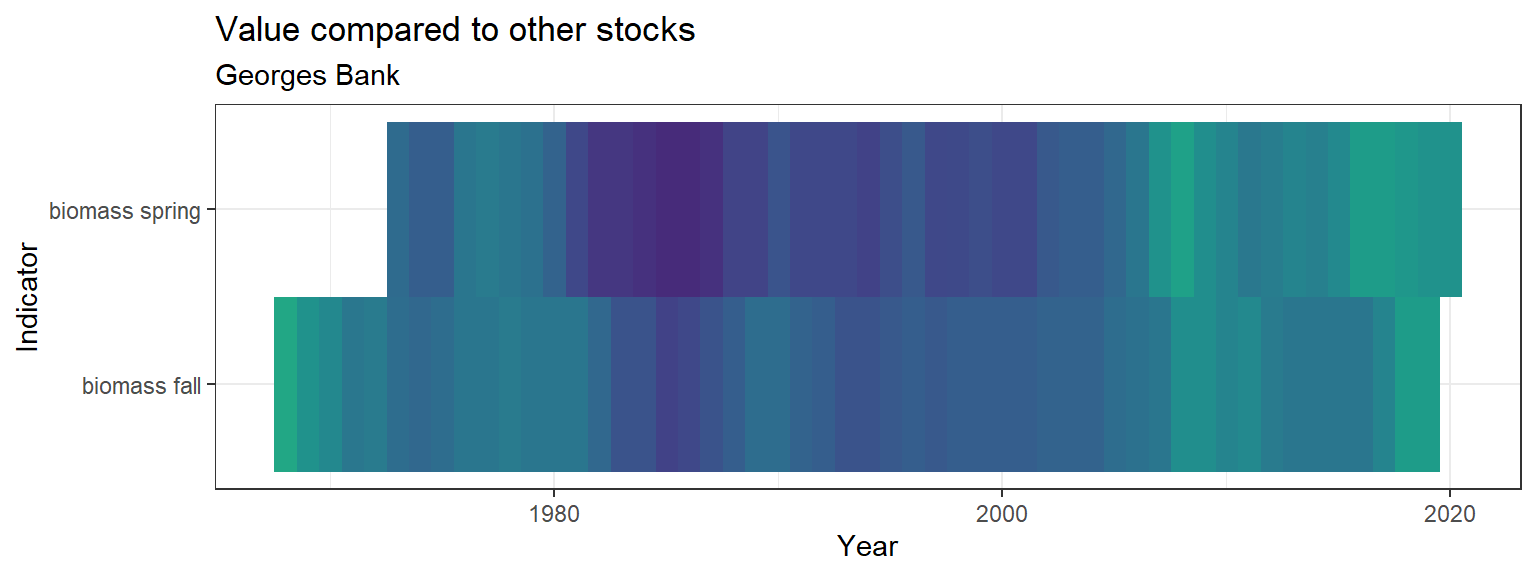 Value compared to other stocks
Georges Bank
Indicator
biomass spring
biomass fall
1980
2000
2020
Year